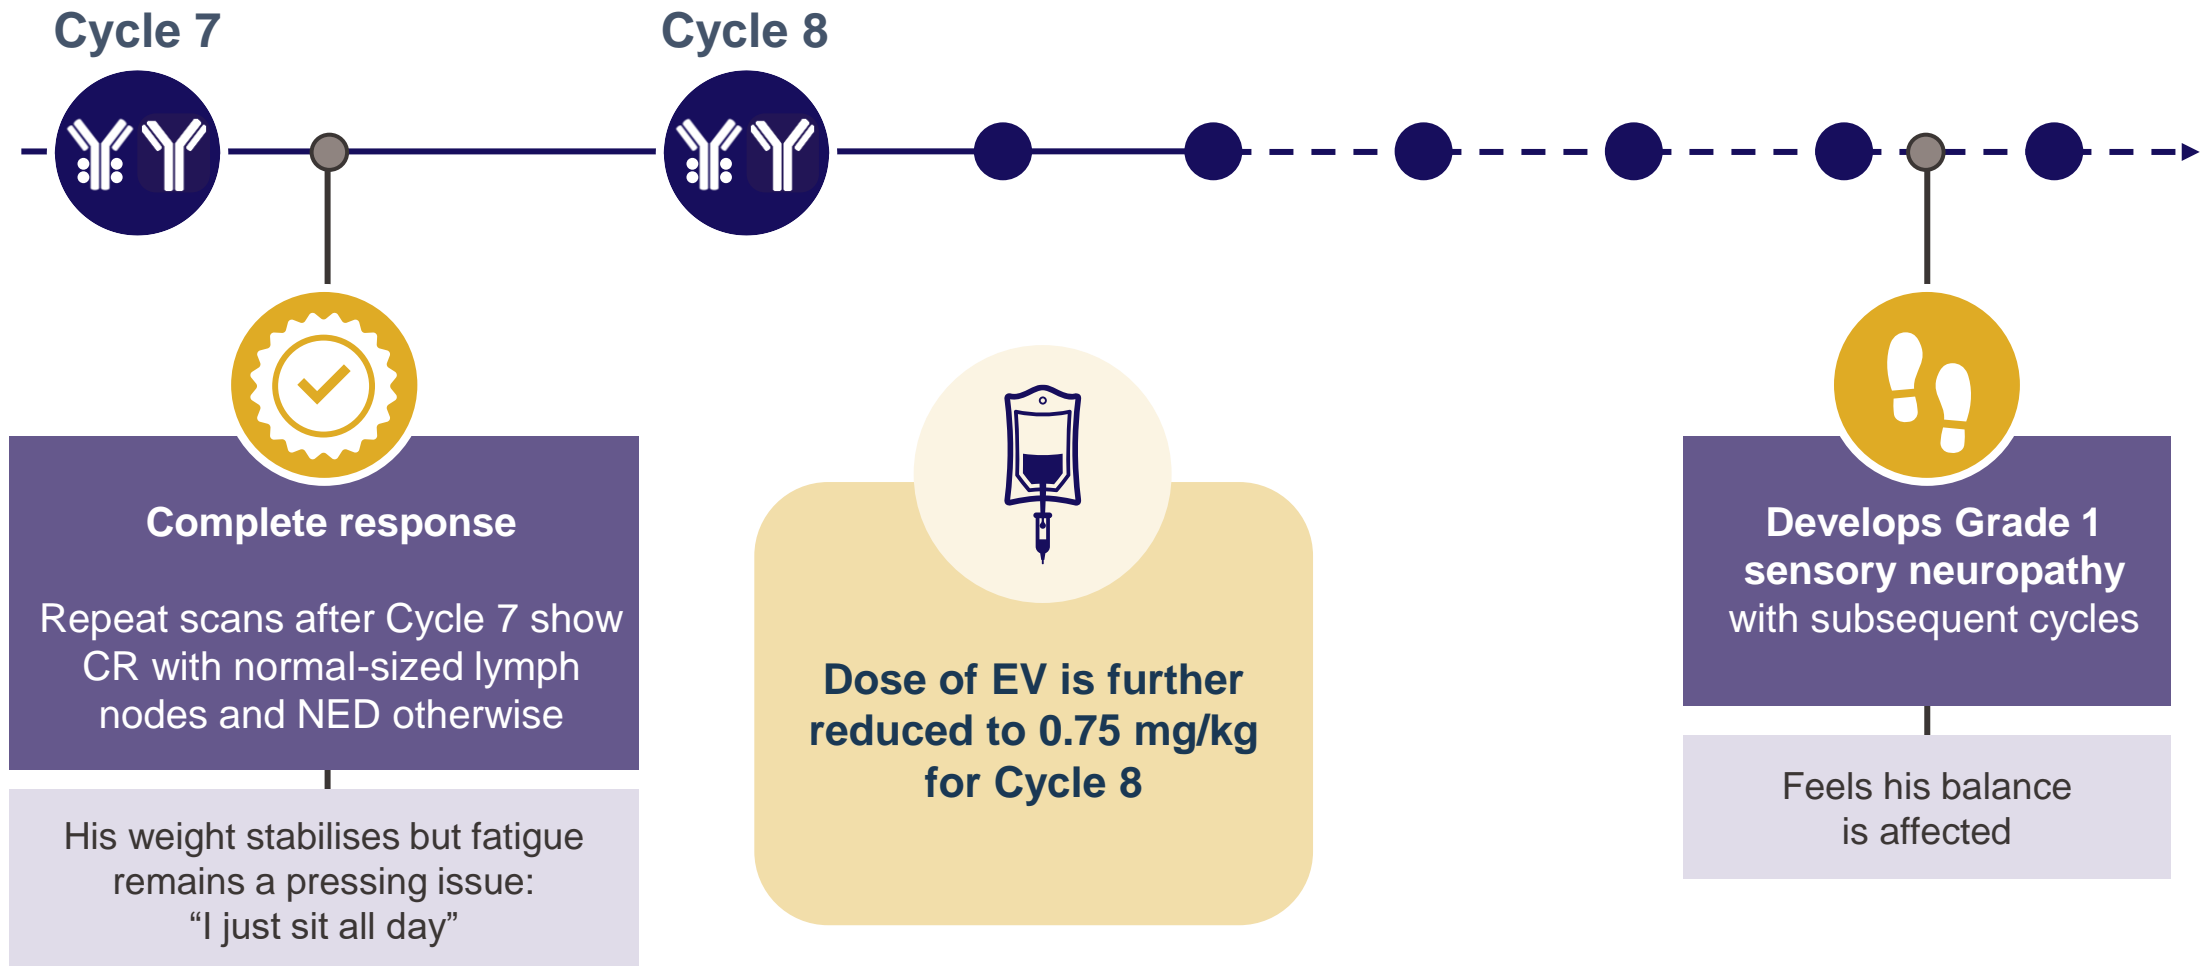 Cycle 7
Cycle 8
Complete response
Repeat scans after Cycle 7 show
CR with normal-sized lymph
nodes and NED otherwise
His weight stabilises but fatigue
remains a pressing issue:
“I just sit all day”
Dose of EV is further
reduced to 0.75 mg/kg
for Cycle 8
Develops Grade 1
sensory neuropathy
with subsequent cycles
Feels his balance
is affected